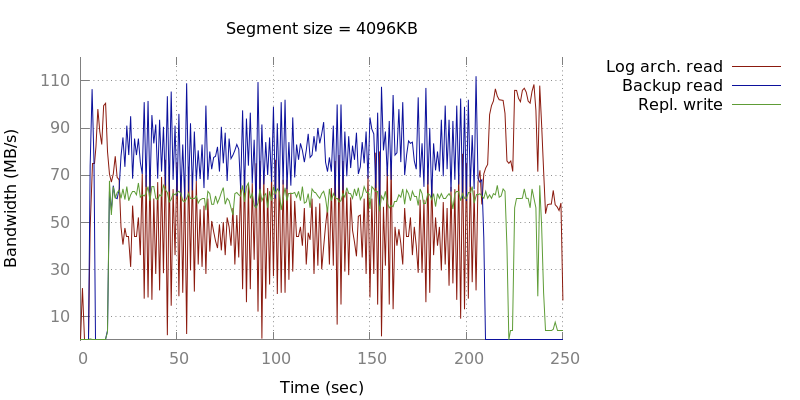 Segment size = 4096KB
Log arch. read
Backup read
Repl. write
Bandwidth (MB/s)
110
90
70
50
30
10
0 50 100 150 200 250
Time (sec)